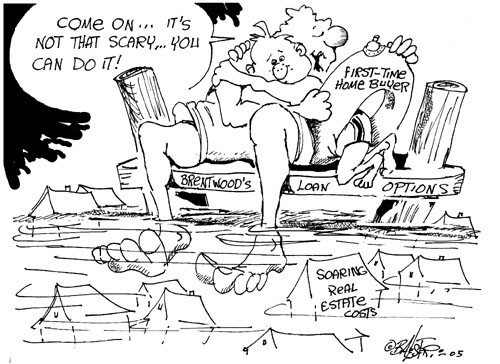 COME ON... IT'S
NOT THAT SCARY... YOU
CAN DO IT!
FIRST-TIME
HOME BUYER
BRENTWOOD'S LOAN OPTIONS
SOARING
REAL
ESTATE
COSTS